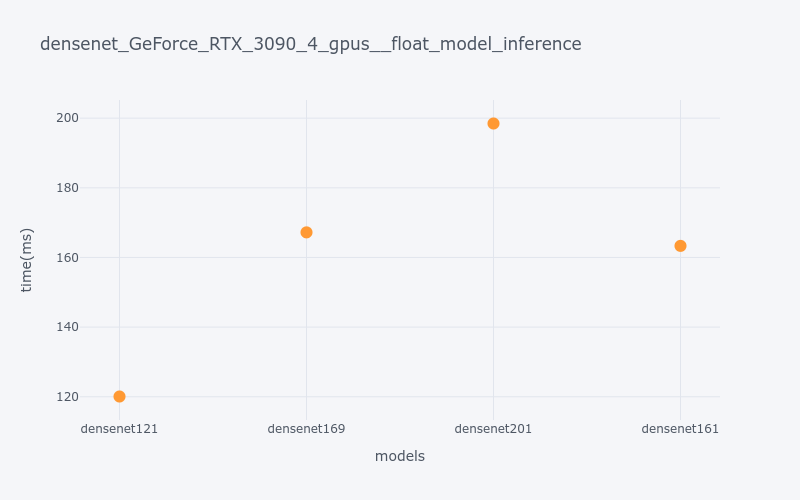 densenet_GeForce_RTX_3090_4_gpus__float_model_inference
200
180
160
140
120
time(ms)
densenet121
densenet169
densenet201
densenet161
models